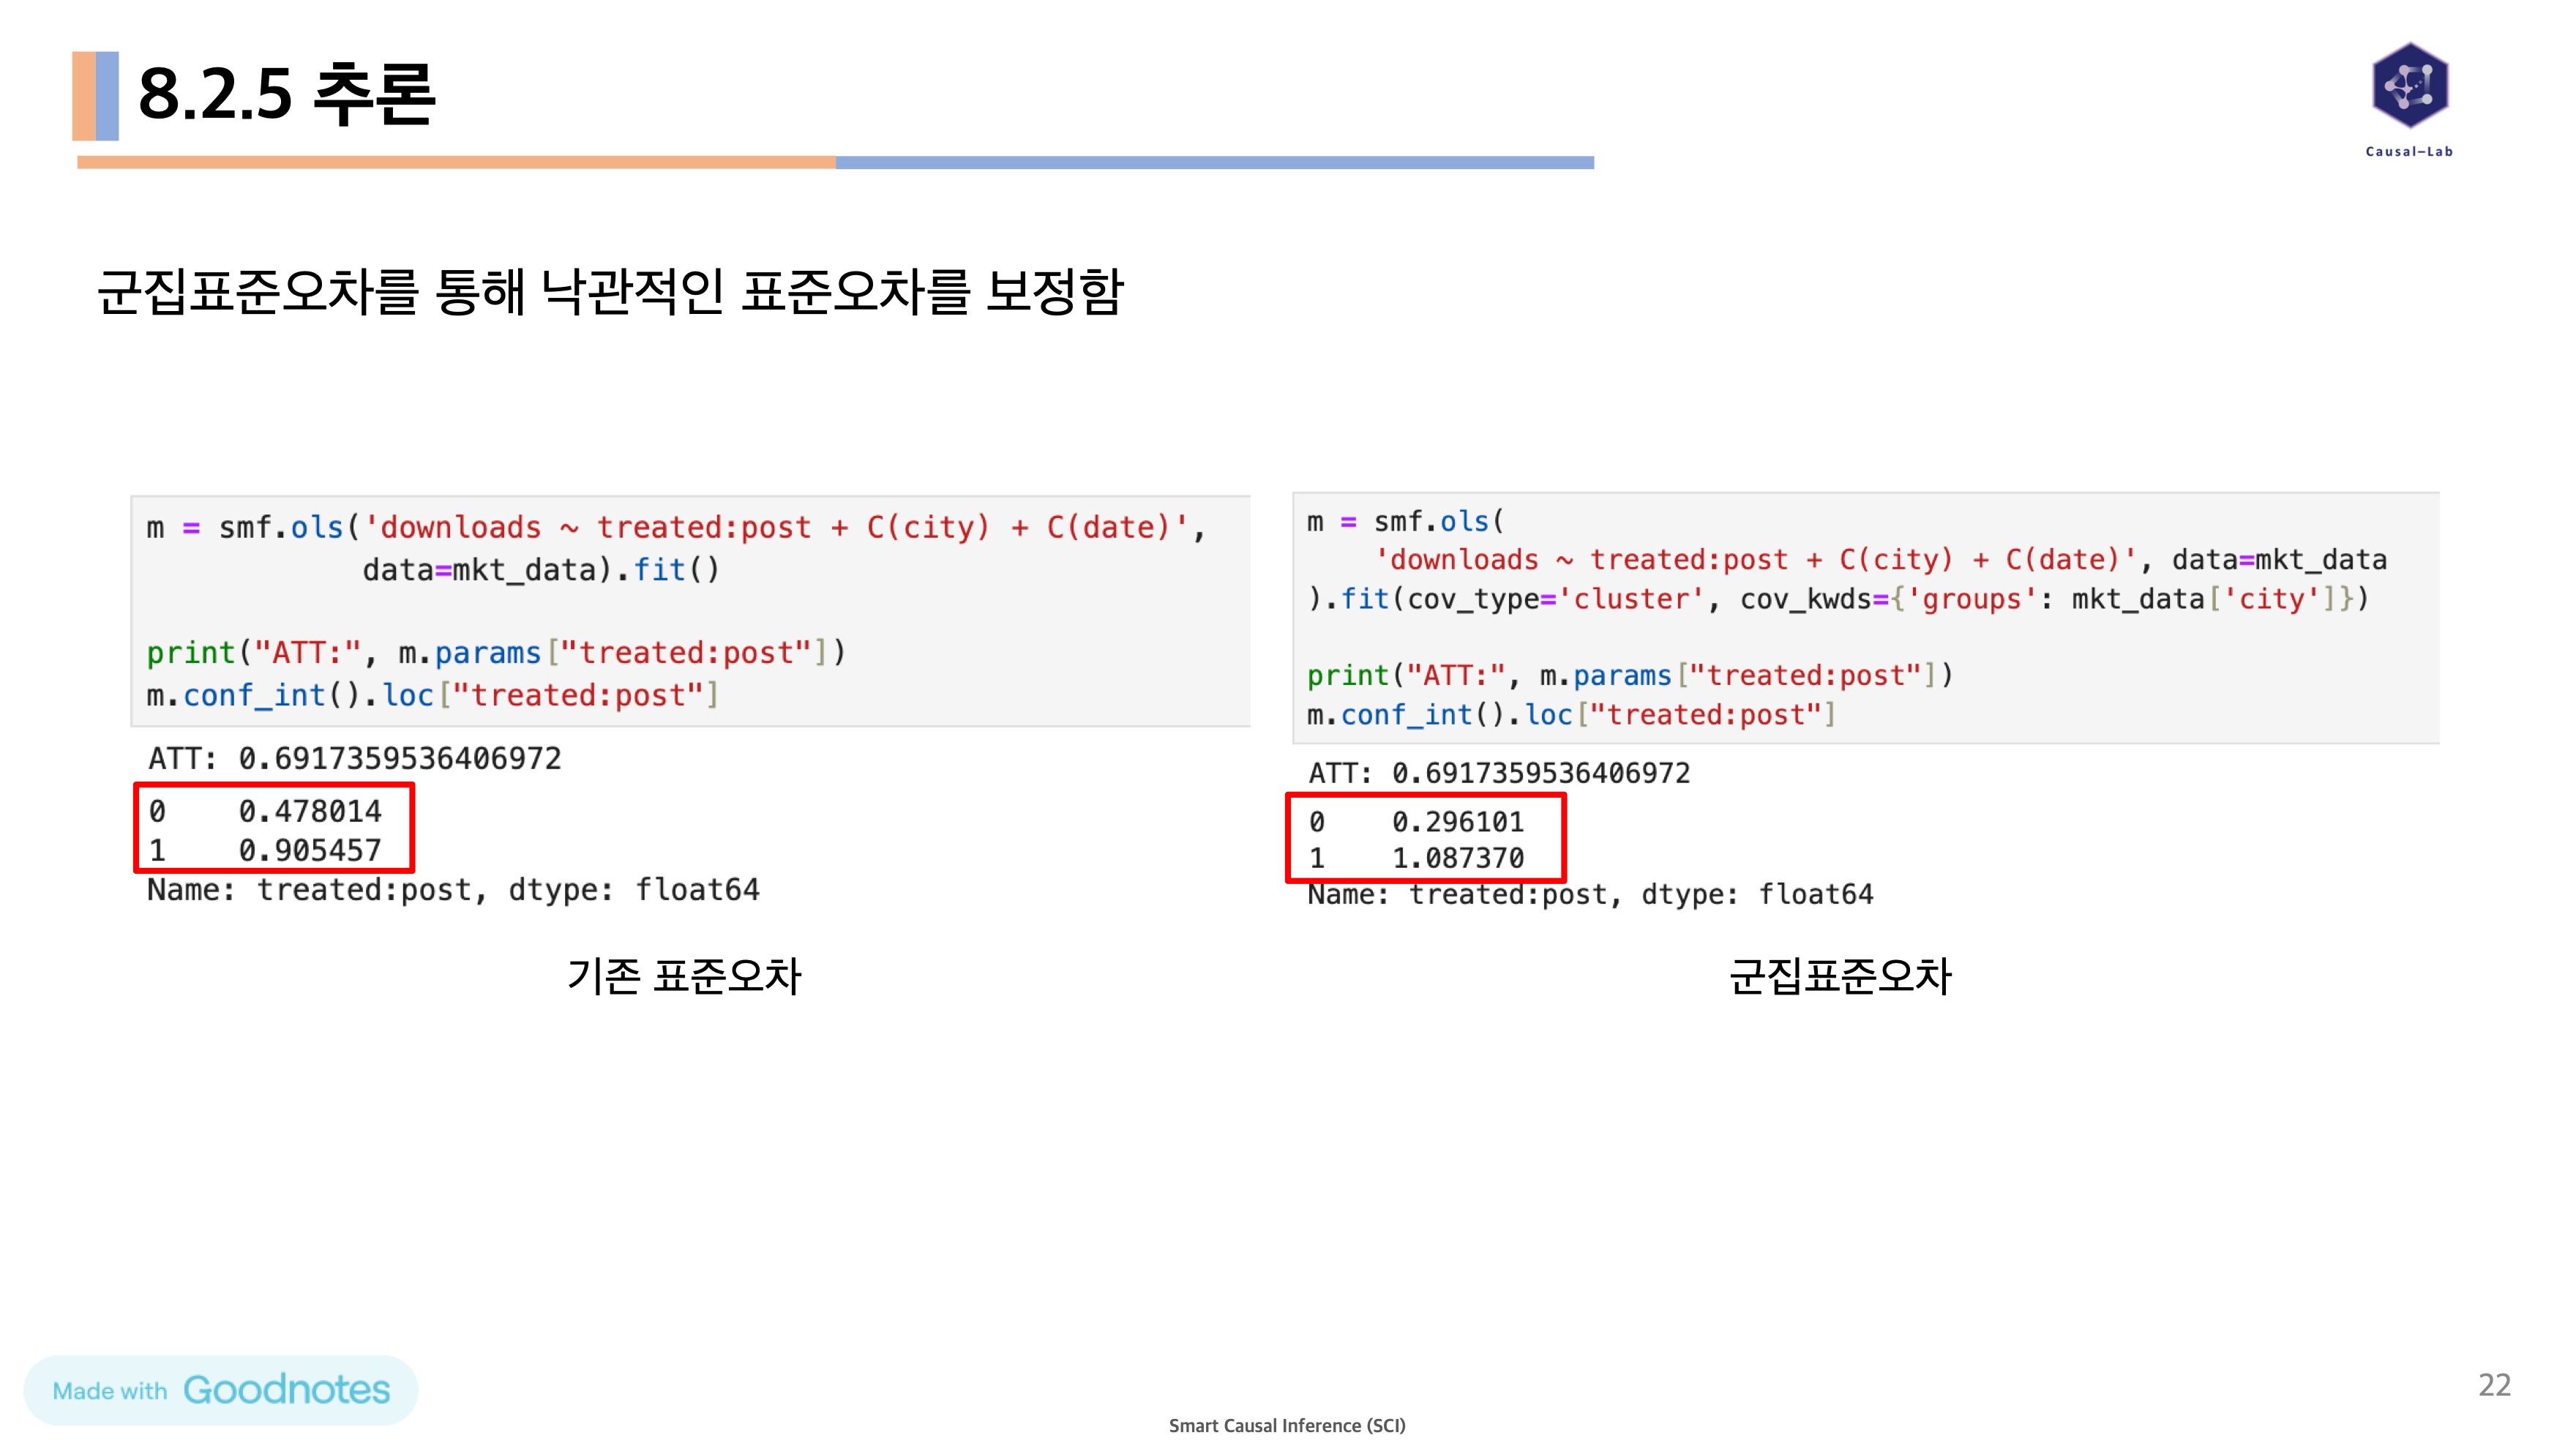 8.2.5 추론
Causal-Lab
군집표준오차를 통해 낙관적인 표준오차를 보정함
m = smf.ols('downloads ~ treated:post + C(city) + C(date)',
data=mkt_data).fit()
print("ATT:", m.params["treated:post"])
m.conf_int().loc["treated:post"]
ATT: 0.6917359536406972
0 0.478014
1 0.905457
Name: treated:post, dtype: float64
기존 표준오차
m = smf.ols(
'downloads ~ treated:post + C(city) + C(date)', data=mkt_data
).fit(cov_type='cluster', cov_kwds={'groups': mkt_data['city']})
print("ATT:", m.params["treated:post"])
m.conf_int().loc["treated:post"]
ATT: 0.6917359536406972
0 0.296101
1 1.087370
Name: treated:post, dtype: float64
군집표준오차
Made with Goodnotes
22
Smart Causal Inference (SCI)